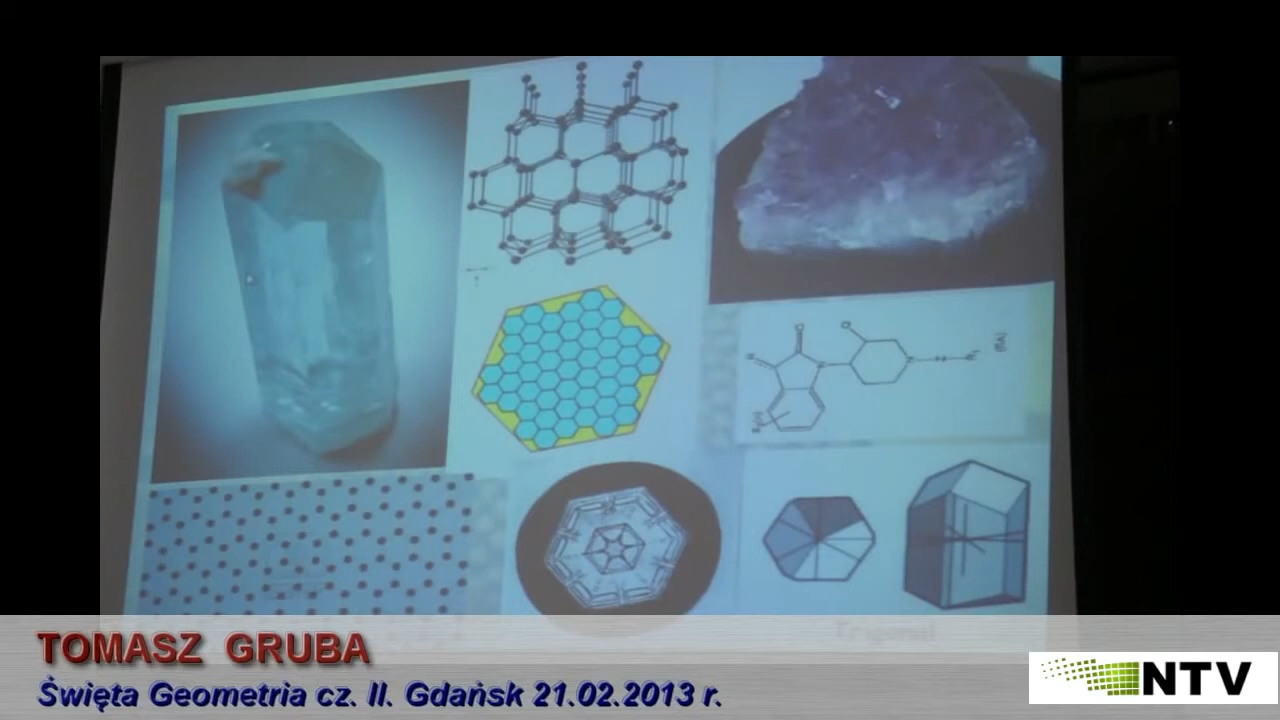 TOMASZ GRUBA
Święta Geometria cz. II. Gdańsk 21.02.2013 r.
NTV